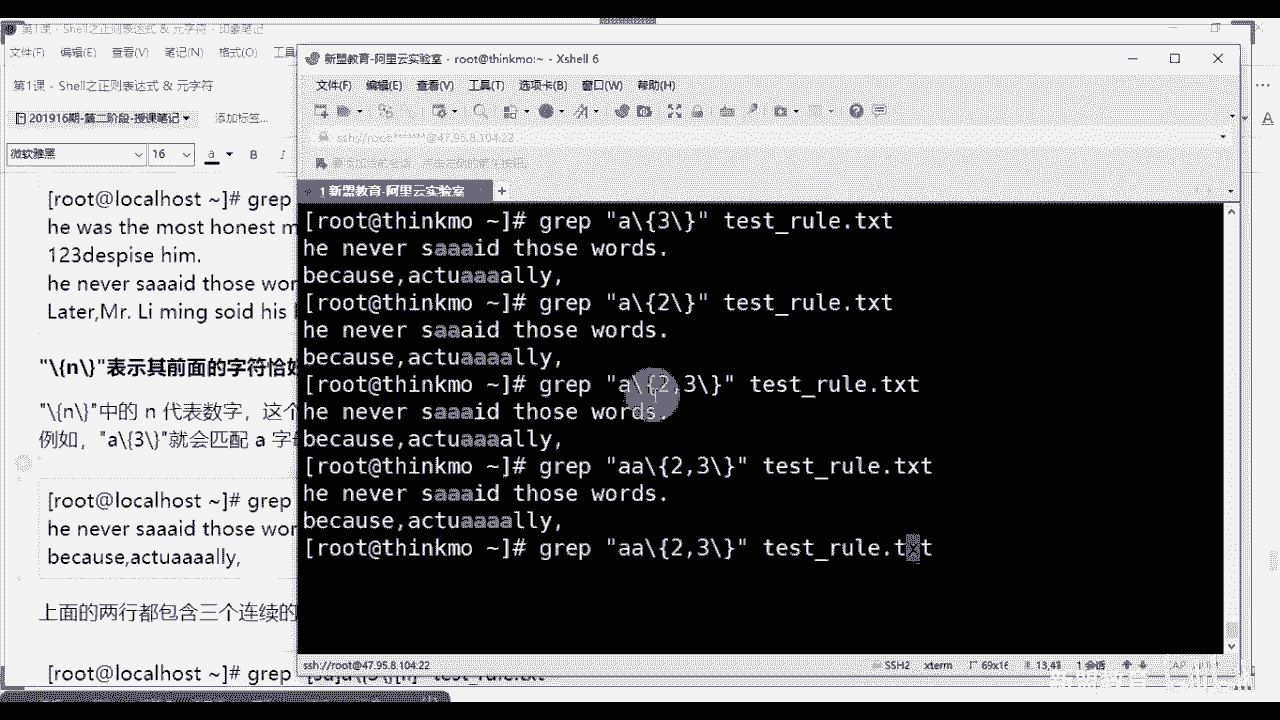 第1课 - Shell之正则表达式 & 元字符 - 印象笔记
文件(F) 编辑(E) 查看(V) 笔记(N) 格式(O) 工具
第1课 - Shell之正则表达式 & 元字符
201916期-第二阶段-授课笔记 添加标签...
微软雅黑 16 a B I
[root@localhost ~]# grep
he was the most honest m
123despise him.
he never saaaid those wor
Later,Mr. Li ming soid his
"\{n\}"表示其前面的字符恰好
"\{n\}"中的 n 代表数字，这个
例如，"a\{3\}"就会匹配 a 字
[root@localhost ~]# grep
he never saaaid those wor
because,actuaaaally,
上面的两行都包含三个连续的
[root@localhost ~]# grep "[su]a\{3\}[il]" test_rule.txt
新盟教育-阿里云实验室 - root@thinkmo:~ - Xshell 6
文件(F) 编辑(E) 查看(V) 工具(T) 选项卡(B) 窗口(W) 帮助(H)
ssh://root:******@47.95.8.104:22
1 新盟教育-阿里云实验室 +
[root@thinkmo ~]# grep "a\{3\}" test_rule.txt
he never saaaid those words.
because,actuaaaally,
[root@thinkmo ~]# grep "a\{2\}" test_rule.txt
he never saaaid those words.
because,actuaaaally,
[root@thinkmo ~]# grep "a\{2,3\}" test_rule.txt
he never saaaid those words.
because,actuaaaally,
[root@thinkmo ~]# grep "aa\{2,3\}" test_rule.txt
he never saaaid those words.
because,actuaaaally,
[root@thinkmo ~]# grep "aa\{2,3\}" test_rule.txt
ssh://root@47.95.8.104:22 SSH2 xterm 69x16 13,48 1 会话
新盟教育